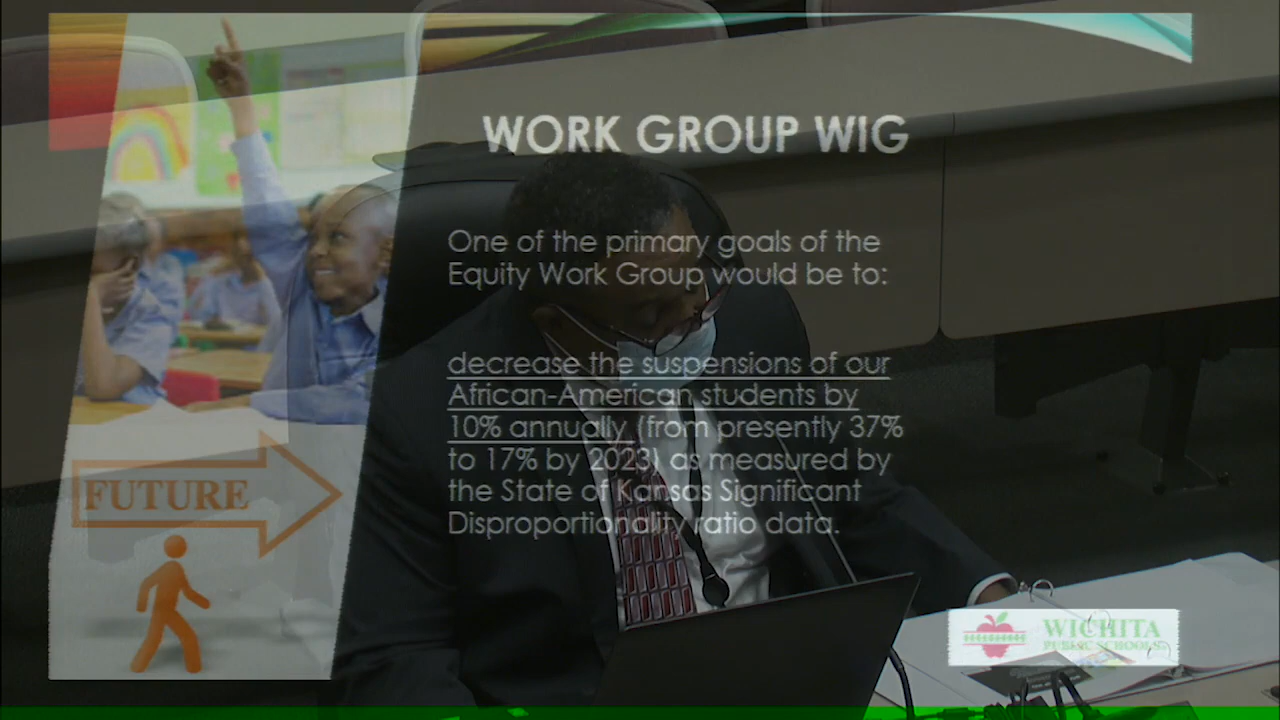 WORK GROUP WIG
One of the primary goals of the
Equity Work Group would be to:
decrease the suspensions of our
African-American students by
10% annually (from presently 37%
to 17% by 2023) as measured by
the State of Kansas Significant
Disproportionality ratio data.
FUTURE
WICHITA
PUBLIC SCHOOLS